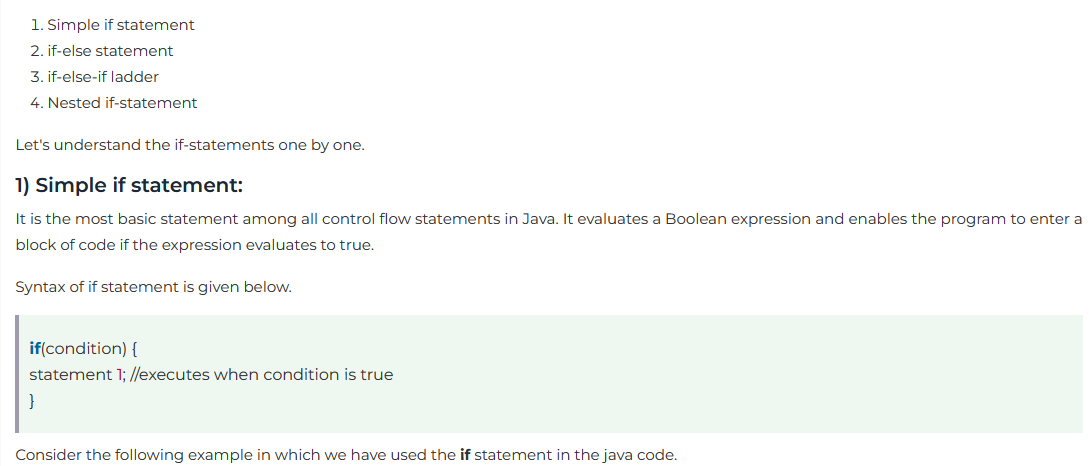 1. Simple if statement
2. if-else statement
3. if-else-if ladder
4. Nested if-statement
Let's understand the if-statements one by one.
1) Simple if statement:
It is the most basic statement among all control flow statements in Java. It evaluates a Boolean expression and enables the program to enter a
block of code if the expression evaluates to true.
Syntax of if statement is given below.
if(condition) {
statement 1; //executes when condition is true
}
Consider the following example in which we have used the if statement in the java code.